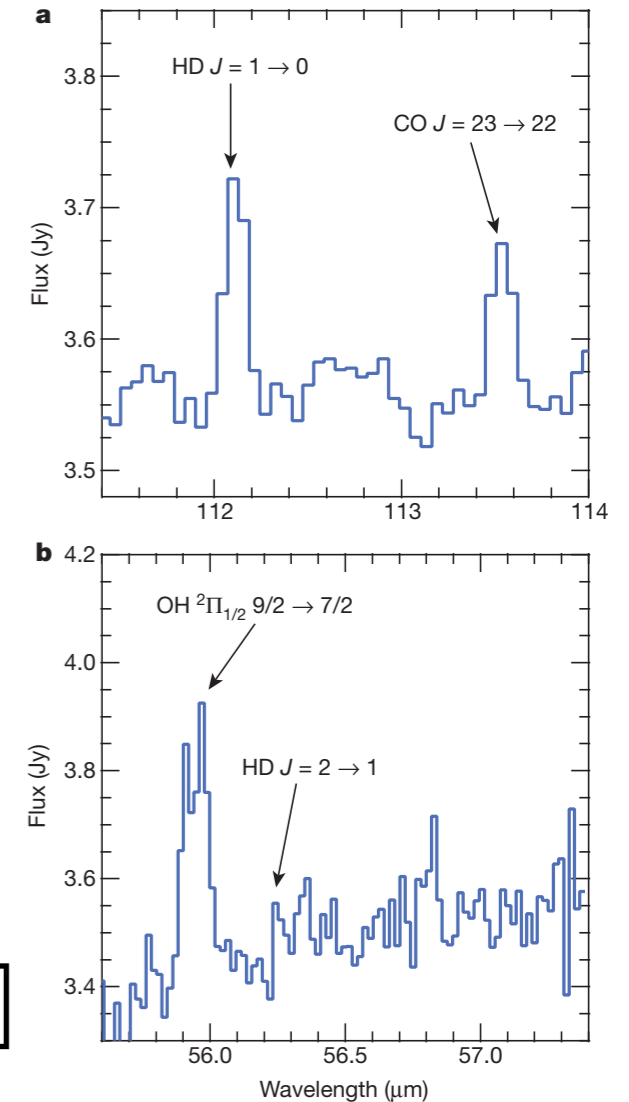 a
3.8
3.7
3.6
3.5
Flux (Jy)
HD J = 1 → 0
CO J = 23 → 22
112
113
114
b
4.2
4.0
3.8
3.6
3.4
Flux (Jy)
OH ²Π₁/₂ 9/2 → 7/2
HD J = 2 → 1
56.0
56.5
57.0
Wavelength (μm)